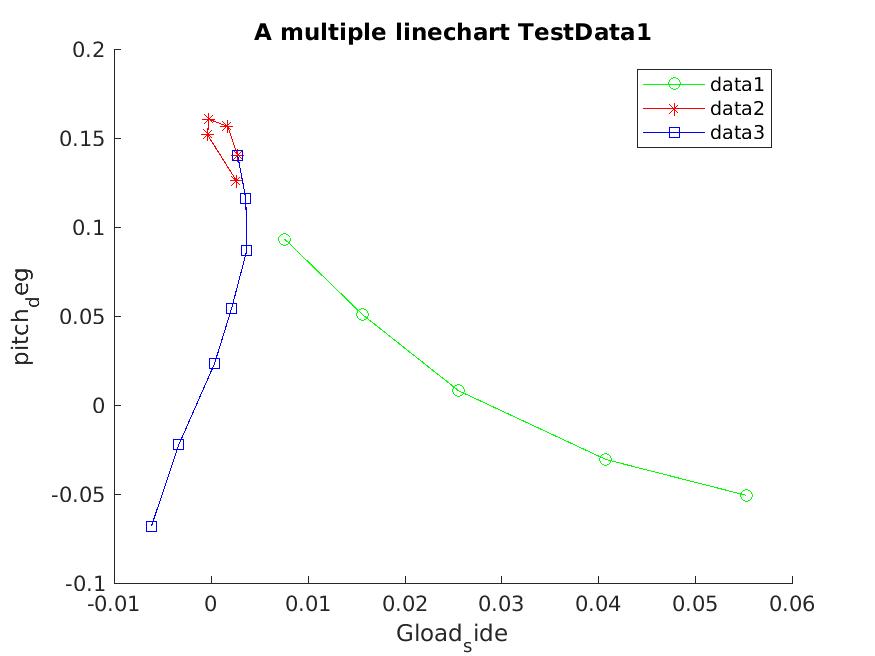 A multiple linechart TestData1
data1
data2
data3
0.2
0.15
0.1
0.05
0
-0.05
-0.1
pitch_deg
-0.01 0 0.01 0.02 0.03 0.04 0.05 0.06
Gload_side